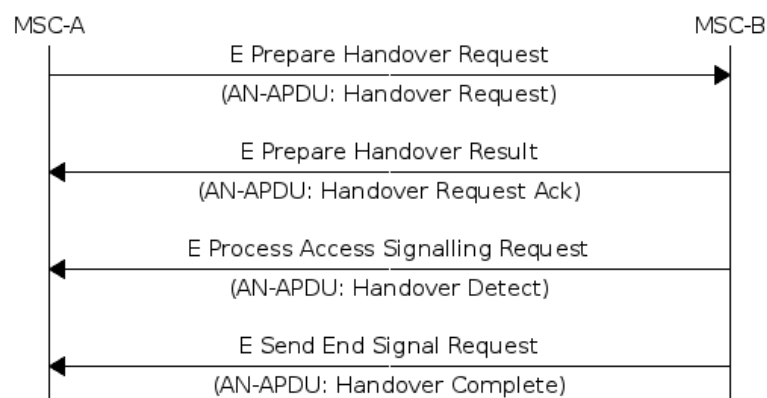 MSC-A MSC-B
E Prepare Handover Request
(AN-APDU: Handover Request)
E Prepare Handover Result
(AN-APDU: Handover Request Ack)
E Process Access Signalling Request
(AN-APDU: Handover Detect)
E Send End Signal Request
(AN-APDU: Handover Complete)